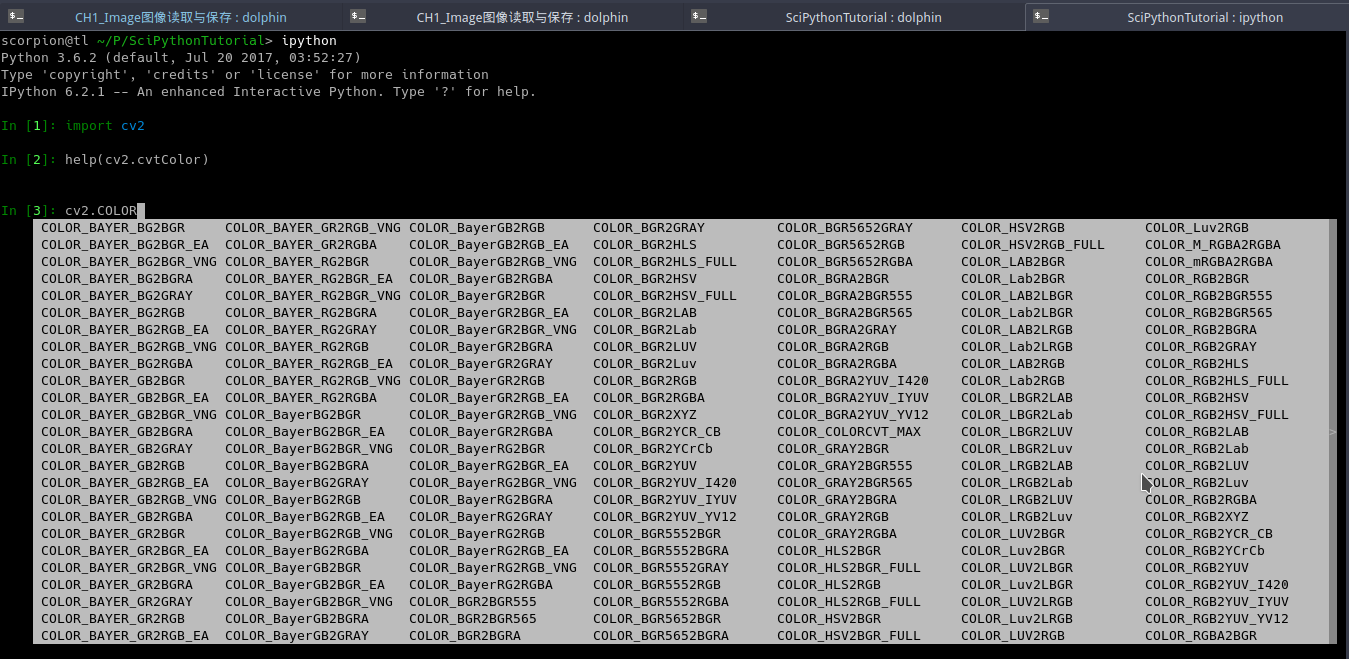 CH1_Image图像读取与保存 : dolphin CH1_Image图像读取与保存 : dolphin SciPythonTutorial : dolphin SciPythonTutorial : ipython
scorpion@tl ~/P/SciPythonTutorial> ipython
Python 3.6.2 (default, Jul 20 2017, 03:52:27)
Type 'copyright', 'credits' or 'license' for more information
IPython 6.2.1 -- An enhanced Interactive Python. Type '?' for help.
In [1]: import cv2
In [2]: help(cv2.cvtColor)
In [3]: cv2.COLOR
COLOR_BAYER_BG2BGR COLOR_BAYER_GR2RGB_VNG COLOR_BayerGB2RGB COLOR_BGR2GRAY COLOR_BGR5652GRAY COLOR_HSV2RGB COLOR_Luv2RGB
COLOR_BAYER_BG2BGR_EA COLOR_BAYER_GR2RGBA COLOR_BayerGB2RGB_EA COLOR_BGR2HLS COLOR_BGR5652RGB COLOR_HSV2RGB_FULL COLOR_M_RGBA2RGBA
COLOR_BAYER_BG2BGR_VNG COLOR_BAYER_RG2BGR COLOR_BayerGB2RGB_VNG COLOR_BGR2HLS_FULL COLOR_BGR5652RGBA COLOR_LAB2BGR COLOR_mRGBA2RGBA
COLOR_BAYER_BG2BGRA COLOR_BAYER_RG2BGR_EA COLOR_BayerGB2RGBA COLOR_BGR2HSV COLOR_BGRA2BGR COLOR_Lab2BGR COLOR_RGB2BGR
COLOR_BAYER_BG2GRAY COLOR_BAYER_RG2BGR_VNG COLOR_BayerGR2BGR COLOR_BGR2HSV_FULL COLOR_BGRA2BGR555 COLOR_LAB2LBGR COLOR_RGB2BGR555
COLOR_BAYER_BG2RGB COLOR_BAYER_RG2BGRA COLOR_BayerGR2BGR_EA COLOR_BGR2LAB COLOR_BGRA2BGR565 COLOR_Lab2LBGR COLOR_RGB2BGR565
COLOR_BAYER_BG2RGB_EA COLOR_BAYER_RG2GRAY COLOR_BayerGR2BGR_VNG COLOR_BGR2Lab COLOR_BGRA2GRAY COLOR_LAB2LRGB COLOR_RGB2BGRA
COLOR_BAYER_BG2RGB_VNG COLOR_BAYER_RG2RGB COLOR_BayerGR2BGRA COLOR_BGR2LUV COLOR_BGRA2RGB COLOR_Lab2LRGB COLOR_RGB2GRAY
COLOR_BAYER_BG2RGBA COLOR_BAYER_RG2RGB_EA COLOR_BayerGR2GRAY COLOR_BGR2Luv COLOR_BGRA2RGBA COLOR_LAB2RGB COLOR_RGB2HLS
COLOR_BAYER_GB2BGR COLOR_BAYER_RG2RGB_VNG COLOR_BayerGR2RGB COLOR_BGR2RGB COLOR_BGRA2YUV_I420 COLOR_Lab2RGB COLOR_RGB2HLS_FULL
COLOR_BAYER_GB2BGR_EA COLOR_BAYER_RG2RGBA COLOR_BayerGR2RGB_EA COLOR_BGR2RGBA COLOR_BGRA2YUV_IYUV COLOR_LBGR2LAB COLOR_RGB2HSV
COLOR_BAYER_GB2BGR_VNG COLOR_BayerBG2BGR COLOR_BayerGR2RGB_VNG COLOR_BGR2XYZ COLOR_BGRA2YUV_YV12 COLOR_LBGR2Lab COLOR_RGB2HSV_FULL
COLOR_BAYER_GB2BGRA COLOR_BayerBG2BGR_EA COLOR_BayerGR2RGBA COLOR_BGR2YCR_CB COLOR_COLORCVT_MAX COLOR_LBGR2LUV COLOR_RGB2LAB >
COLOR_BAYER_GB2GRAY COLOR_BayerBG2BGR_VNG COLOR_BayerRG2BGR COLOR_BGR2YCrCb COLOR_GRAY2BGR COLOR_LBGR2Luv COLOR_RGB2Lab
COLOR_BAYER_GB2RGB COLOR_BayerBG2BGRA COLOR_BayerRG2BGR_EA COLOR_BGR2YUV COLOR_GRAY2BGR555 COLOR_LRGB2LAB COLOR_RGB2LUV
COLOR_BAYER_GB2RGB_EA COLOR_BayerBG2GRAY COLOR_BayerRG2BGR_VNG COLOR_BGR2YUV_I420 COLOR_GRAY2BGR565 COLOR_LRGB2Lab COLOR_RGB2Luv
COLOR_BAYER_GB2RGB_VNG COLOR_BayerBG2RGB COLOR_BayerRG2BGRA COLOR_BGR2YUV_IYUV COLOR_GRAY2BGRA COLOR_LRGB2LUV COLOR_RGB2RGBA
COLOR_BAYER_GB2RGBA COLOR_BayerBG2RGB_EA COLOR_BayerRG2GRAY COLOR_BGR2YUV_YV12 COLOR_GRAY2RGB COLOR_LRGB2Luv COLOR_RGB2XYZ
COLOR_BAYER_GR2BGR COLOR_BayerBG2RGB_VNG COLOR_BayerRG2RGB COLOR_BGR5552BGR COLOR_GRAY2RGBA COLOR_LUV2BGR COLOR_RGB2YCR_CB
COLOR_BAYER_GR2BGR_EA COLOR_BayerBG2RGBA COLOR_BayerRG2RGB_EA COLOR_BGR5552BGRA COLOR_HLS2BGR COLOR_Luv2BGR COLOR_RGB2YCrCb
COLOR_BAYER_GR2BGR_VNG COLOR_BayerGB2BGR COLOR_BayerRG2RGB_VNG COLOR_BGR5552GRAY COLOR_HLS2BGR_FULL COLOR_LUV2LBGR COLOR_RGB2YUV
COLOR_BAYER_GR2BGRA COLOR_BayerGB2BGR_EA COLOR_BayerRG2RGBA COLOR_BGR5552RGB COLOR_HLS2RGB COLOR_Luv2LBGR COLOR_RGB2YUV_I420
COLOR_BAYER_GR2GRAY COLOR_BayerGB2BGR_VNG COLOR_BGR2BGR555 COLOR_BGR5552RGBA COLOR_HLS2RGB_FULL COLOR_LUV2LRGB COLOR_RGB2YUV_IYUV
COLOR_BAYER_GR2RGB COLOR_BayerGB2BGRA COLOR_BGR2BGR565 COLOR_BGR5652BGR COLOR_HSV2BGR COLOR_Luv2LRGB COLOR_RGB2YUV_YV12
COLOR_BAYER_GR2RGB_EA COLOR_BayerGB2GRAY COLOR_BGR2BGRA COLOR_BGR5652BGRA COLOR_HSV2BGR_FULL COLOR_LUV2RGB COLOR_RGBA2BGR